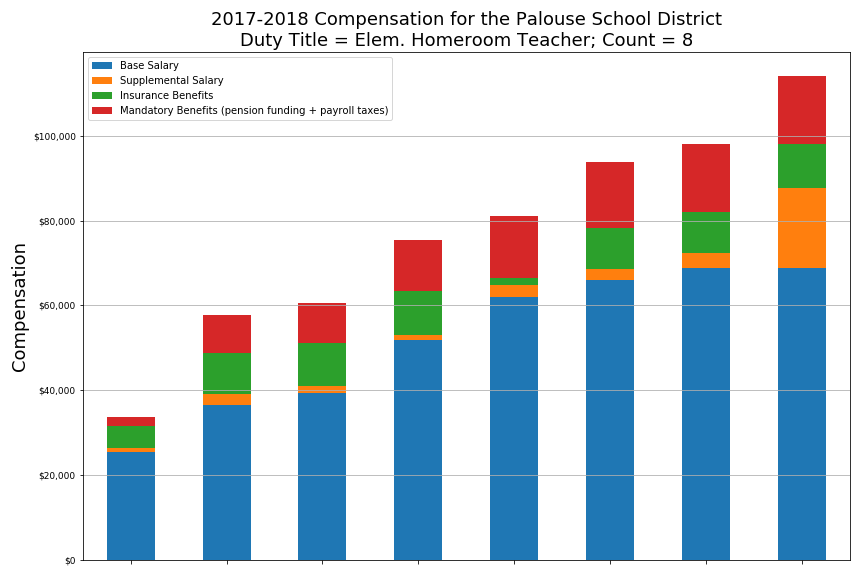 2017-2018 Compensation for the Palouse School District
Duty Title = Elem. Homeroom Teacher; Count = 8
Base Salary
Supplemental Salary
Insurance Benefits
Mandatory Benefits (pension funding + payroll taxes)
$100,000
$80,000
$60,000
$40,000
$20,000
$0
Compensation